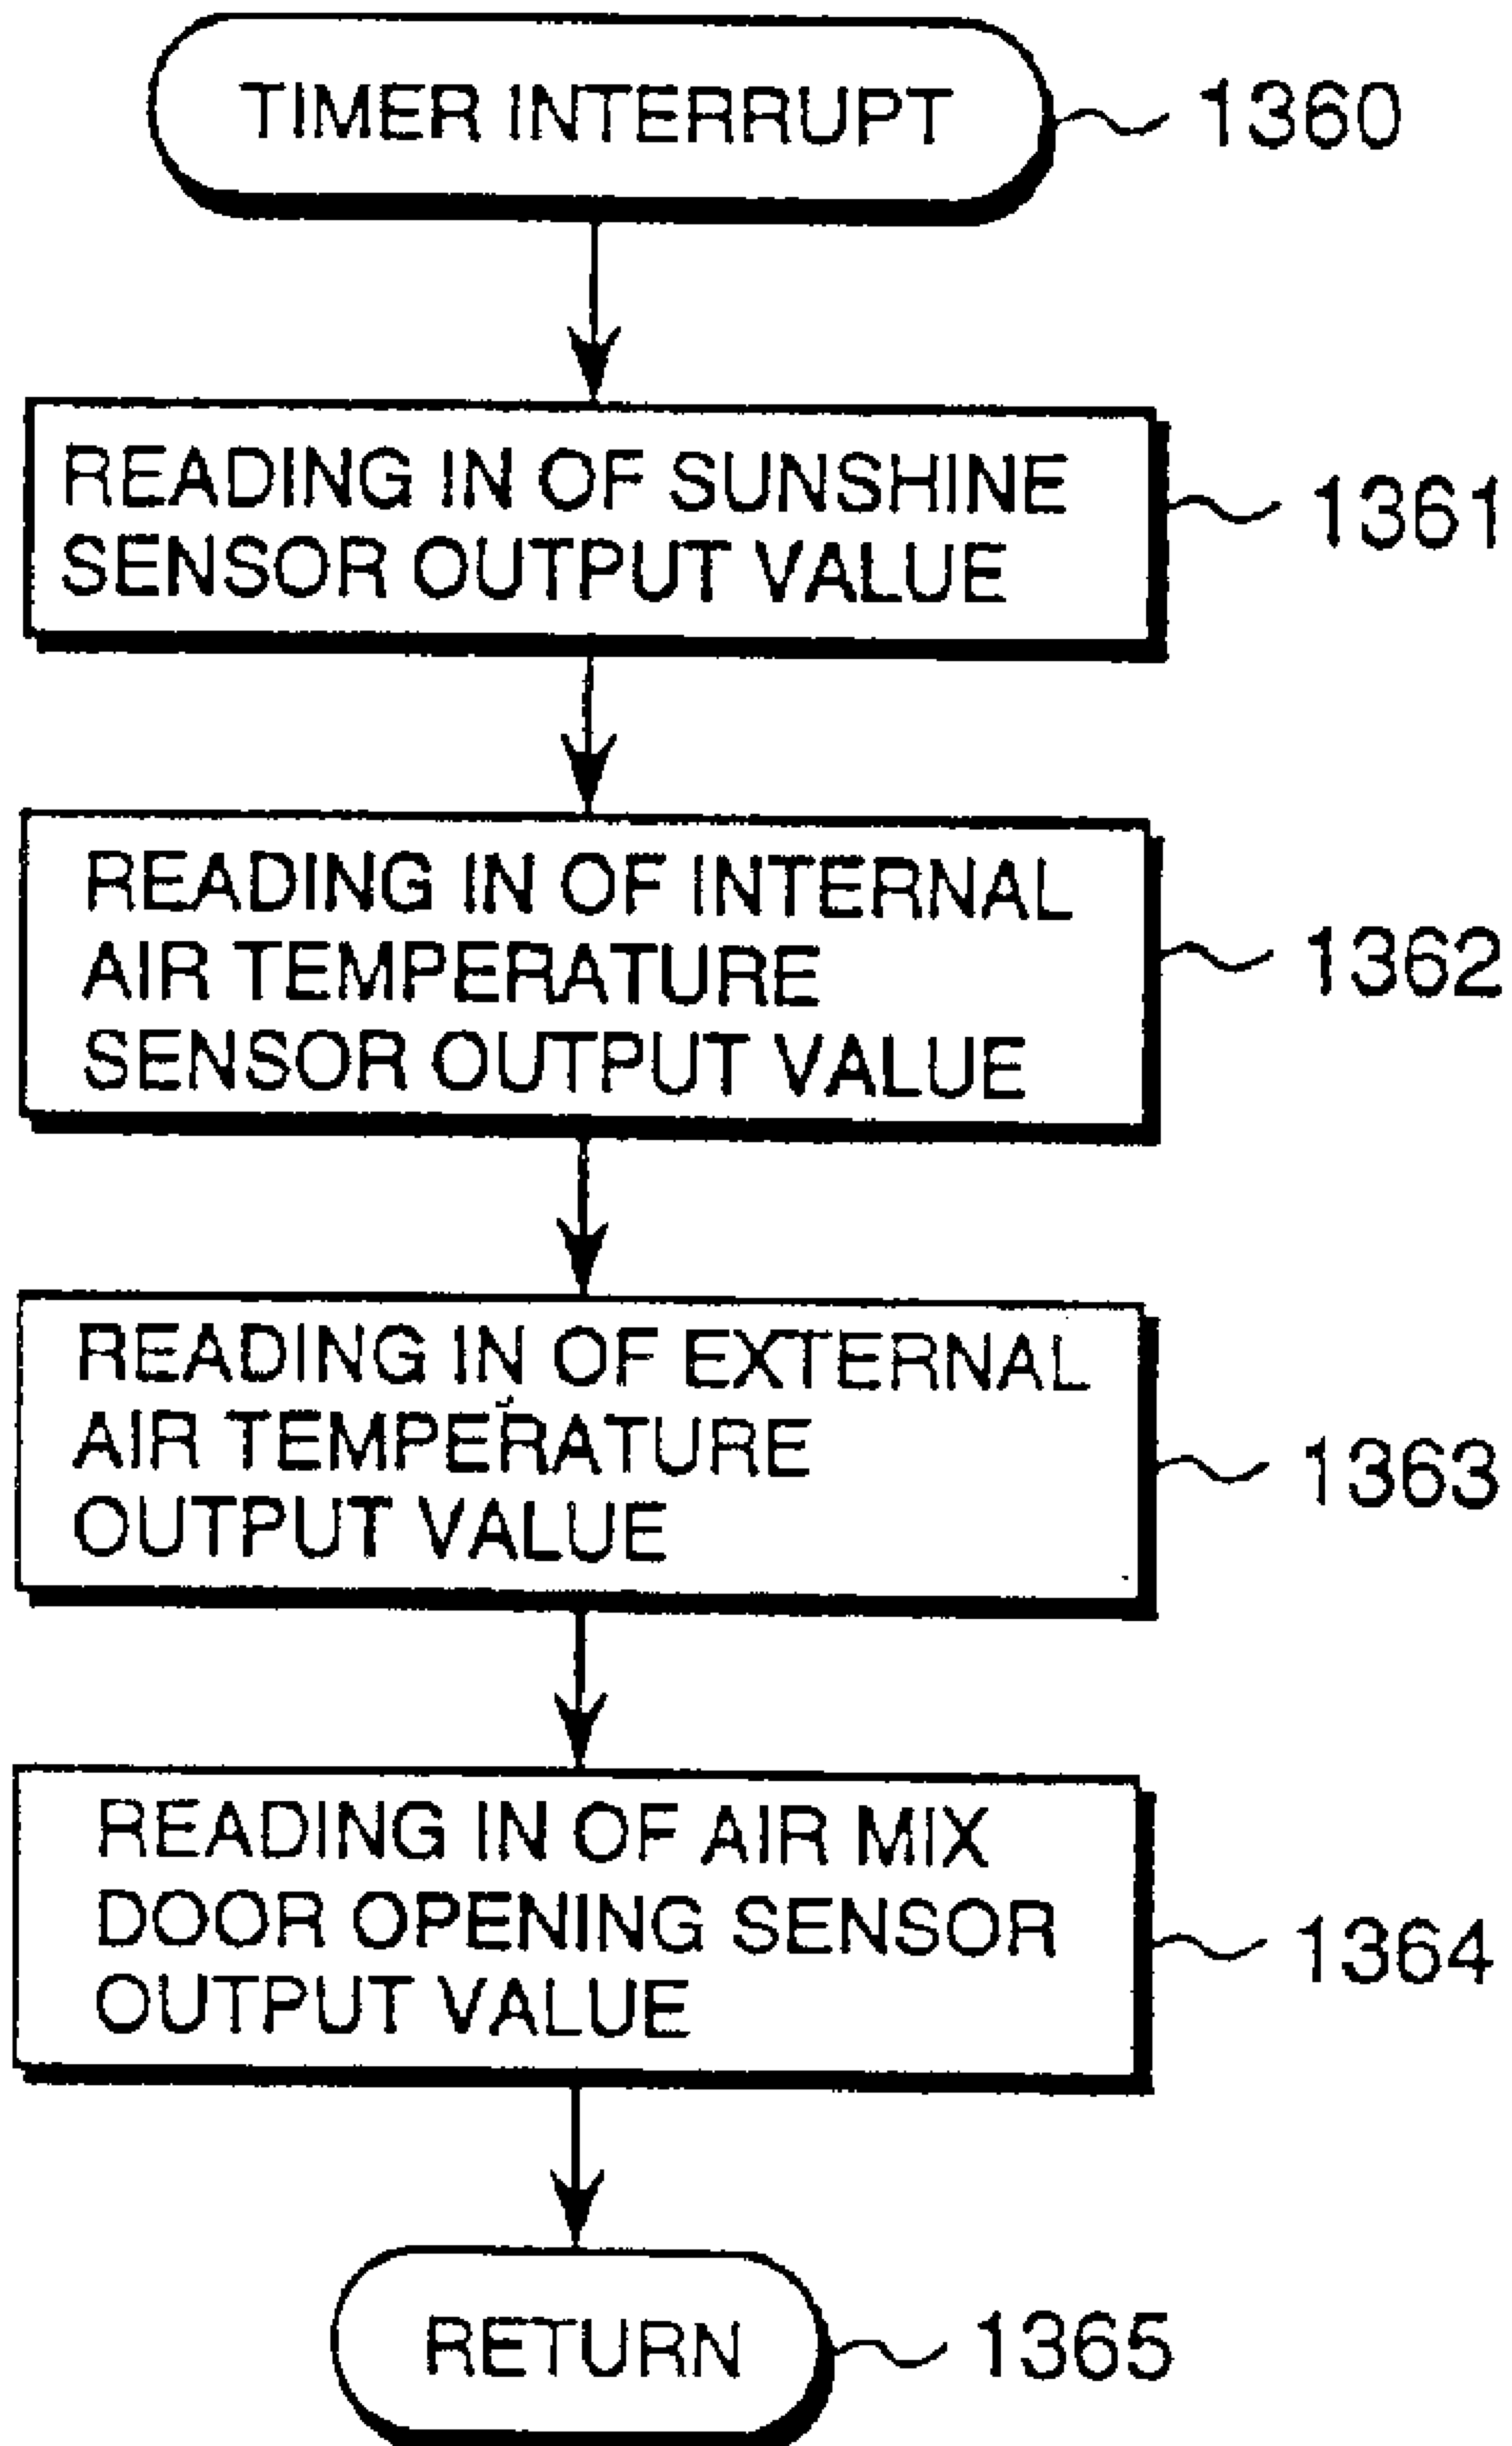 TIMER INTERRUPT
1360
READING IN OF SUNSHINE
SENSOR OUTPUT VALUE
1361
READING IN OF INTERNAL
AIR TEMPERATURE
SENSOR OUTPUT VALUE
1362
READING IN OF EXTERNAL
AIR TEMPERATURE
OUTPUT VALUE
1363
READING IN OF AIR MIX
DOOR OPENING SENSOR
OUTPUT VALUE
1364
RETURN
1365